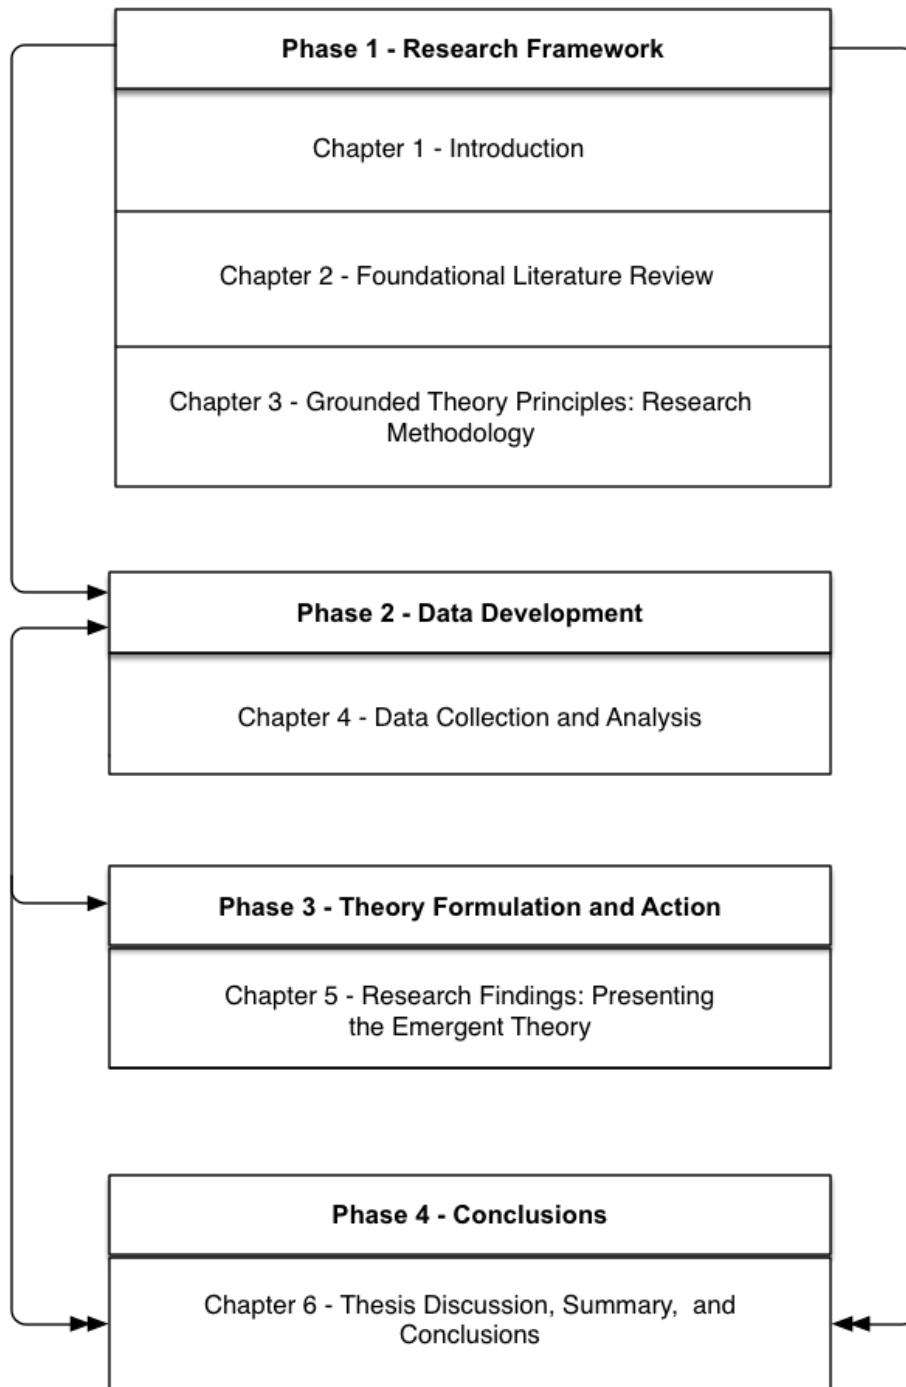 Phase 1 - Research Framework
Chapter 1 - Introduction
Chapter 2 - Foundational Literature Review
Chapter 3 - Grounded Theory Principles: Research
Methodology
Phase 2 - Data Development
Chapter 4 - Data Collection and Analysis
Phase 3 - Theory Formulation and Action
Chapter 5 - Research Findings: Presenting
the Emergent Theory
Phase 4 - Conclusions
Chapter 6 - Thesis Discussion, Summary, and
Conclusions